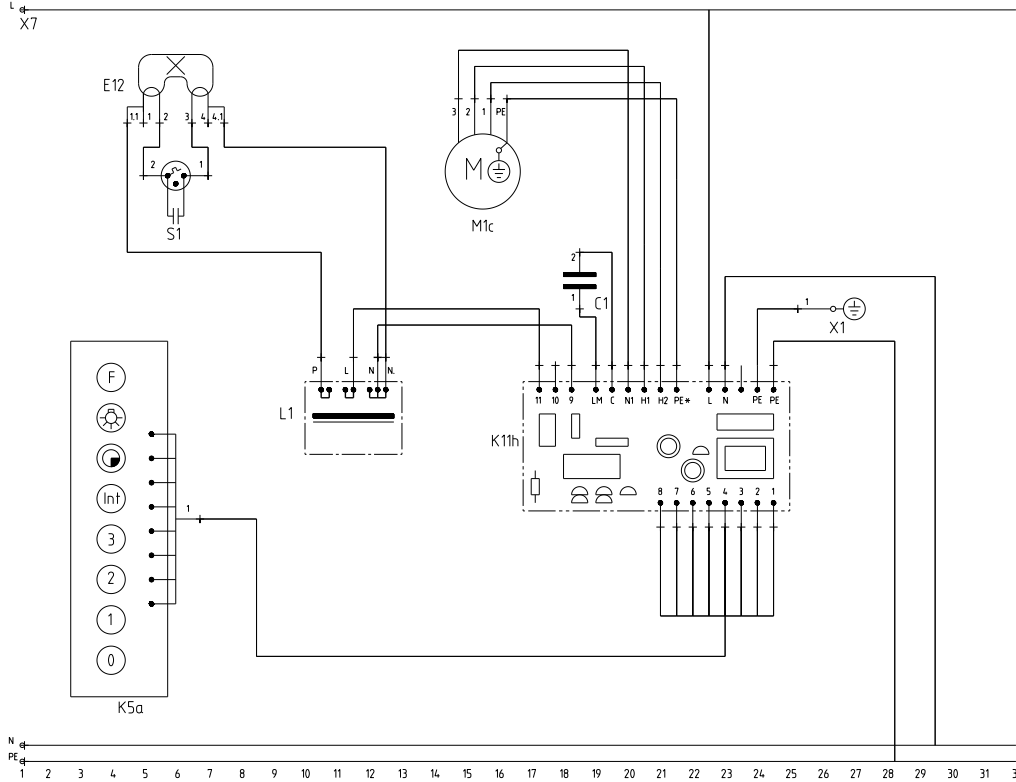 L
X7
E12
1.1 1 2 3 4 4.1
3 2 1 PE
2 1
M
S1
M1c
2
1
C1
1
X1
P L N N.
L1
11 10 9 LM C N1 H1 H2 PE* L N PE PE
K11h
8 7 6 5 4 3 2 1
F
Int
3
2
1
0
1
K5a
N
PE
1 2 3 4 5 6 7 8 9 10 11 12 13 14 15 16 17 18 19 20 21 22 23 24 25 26 27 28 29 30 31 3